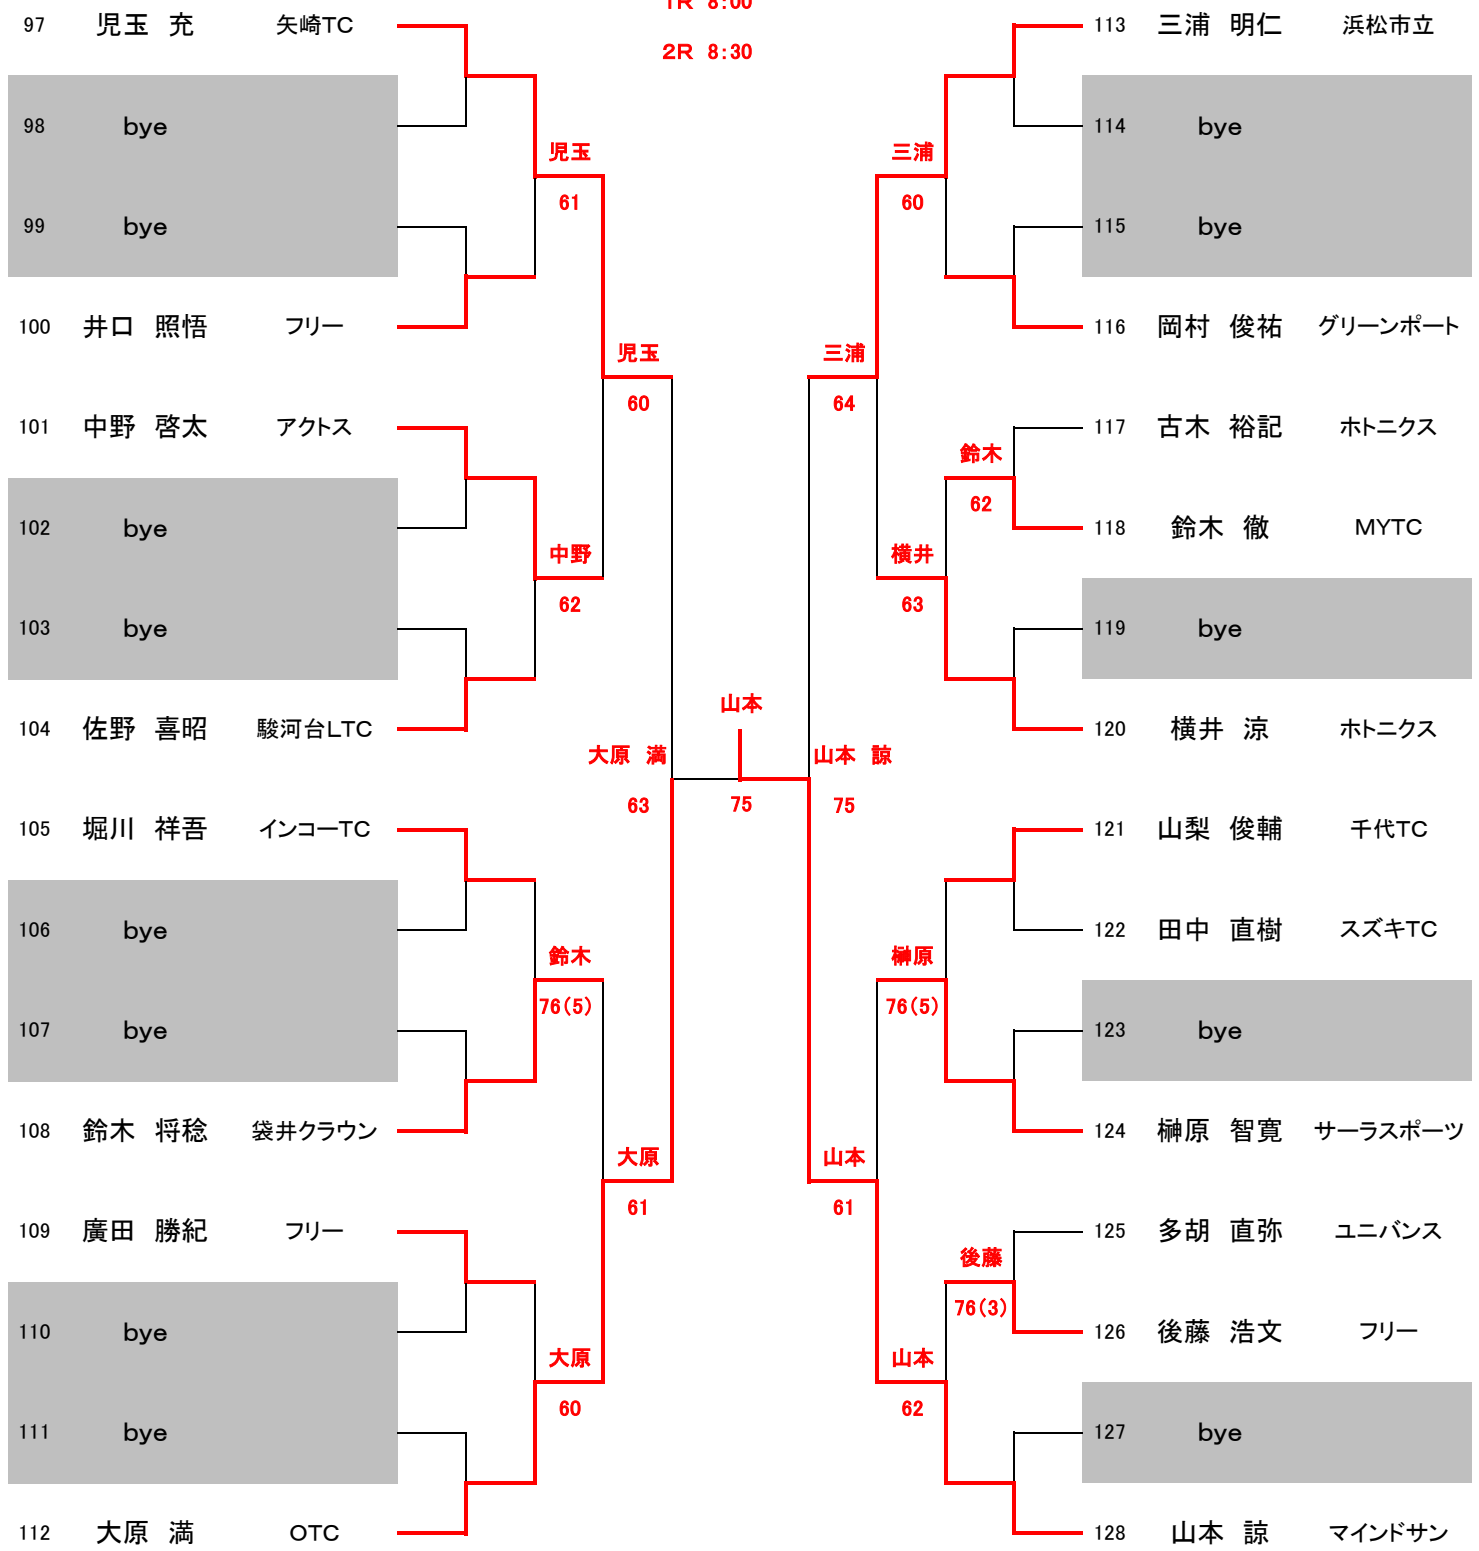 1R 8:00
2R 8:30
97 児玉 充 矢崎TC
98 bye
99 bye
100 井口 照悟 フリー
101 中野 啓太 アクトス
102 bye
103 bye
104 佐野 喜昭 駿河台LTC
105 堀川 祥吾 インコーTC
106 bye
107 bye
108 鈴木 将稔 袋井クラウン
109 廣田 勝紀 フリー
110 bye
111 bye
112 大原 満 OTC
児玉
61
中野
62
鈴木
76(5)
大原
60
児玉
60
大原
61
大原 満
63
山本
75
山本 諒
75
三浦
64
山本
61
三浦
60
横井
63
榊原
76(5)
山本
62
鈴木
62
後藤
76(3)
113 三浦 明仁 浜松市立
114 bye
115 bye
116 岡村 俊祐 グリーンポート
117 古木 裕記 ホトニクス
118 鈴木 徹 MYTC
119 bye
120 横井 涼 ホトニクス
121 山梨 俊輔 千代TC
122 田中 直樹 スズキTC
123 bye
124 榊原 智寛 サーラスポーツ
125 多胡 直弥 ユニバンス
126 後藤 浩文 フリー
127 bye
128 山本 諒 マインドサン